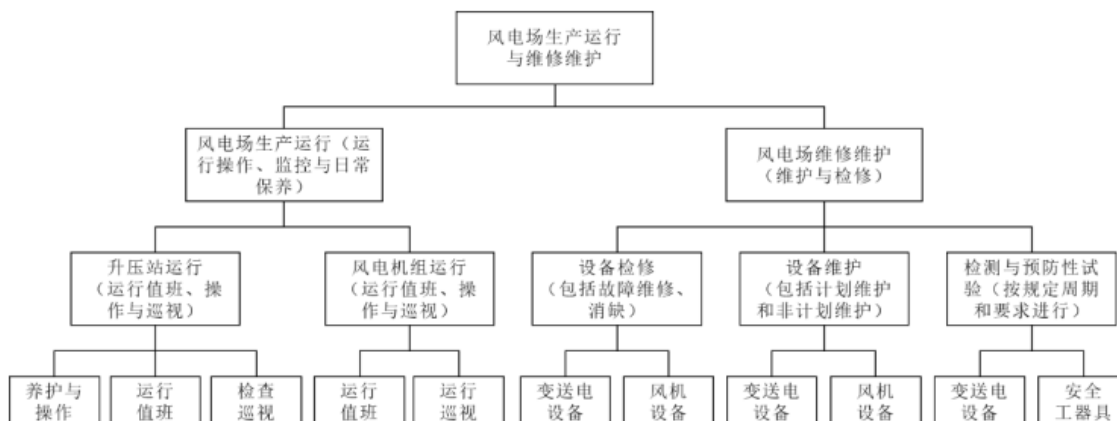 风电场生产运行
与维修维护
风电场生产运行（运
行操作、监控与日常
保养）
风电场维修维护
（维护与检修）
升压站运行
（运行值班、操
作与巡视）
风电机组运行
（运行值班、操
作与巡视）
设备检修
（包括故障维修、
消缺）
设备维护
（包括计划维护
和非计划维护）
检测与预防性试
验（按规定周期
和要求进行）
养护与
操作
运行
值班
检查
巡视
运行
值班
运行
巡视
变送电
设备
风机
设备
变送电
设备
风机
设备
变送电
设备
安全
工器具